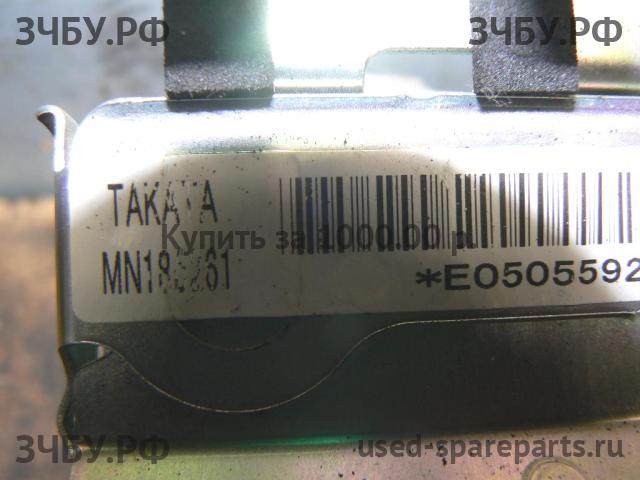 ЗЧБУ.РФ ЗЧБУ.РФ
TAKATA
Купить за 1000.00 р.
*E0505592
ЗЧБУ.РФ used-spareparts.ru